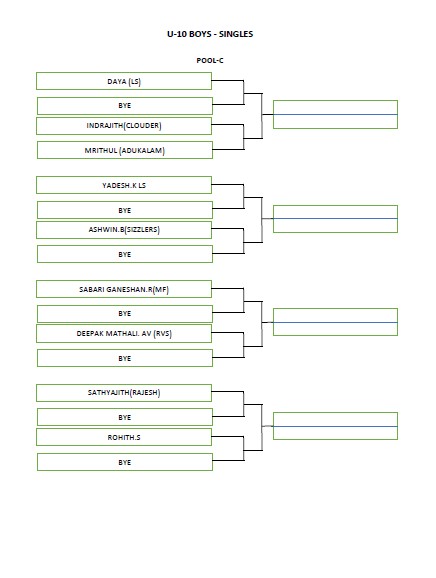 U-10 BOYS - SINGLES
POOL-C
DAYA (LS)
BYE
INDRAJITH(CLOUDER)
MRITHUL (ADUKALAM)
YADESH.K LS
BYE
ASHWIN.B(SIZZLERS)
BYE
SABARI GANESHAN.R(MF)
BYE
DEEPAK MATHALI. AV (RVS)
BYE
SATHYAJITH(RAJESH)
BYE
ROHITH.S
BYE